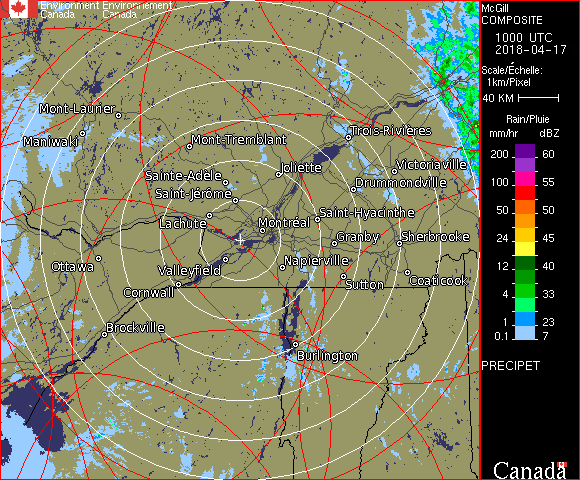 Environment Environnement
Canada Canada
McGill
COMPOSITE
1000 UTC
2018-04-17
Scale/Échelle:
1km/Pixel
40 KM
Rain/Pluie
mm/hr dBZ
200 60
155
100 55
50 50
24 45
12 40
4 33
1 23
0.1 7
PRECIPET
Canada
Mont-Laurier
Maniwaki
Mont-Tremblant
Trois-Rivières
Joliette
Victoriaville
Sainte-Adèle
Drummondville
Saint-Jérôme
Lachute
Saint-Hyacinthe
Montréal
Granby
Sherbrooke
Ottawa
Valleyfield
Napierville
Cornwall
Sutton
Coaticook
Brockville
Burlington